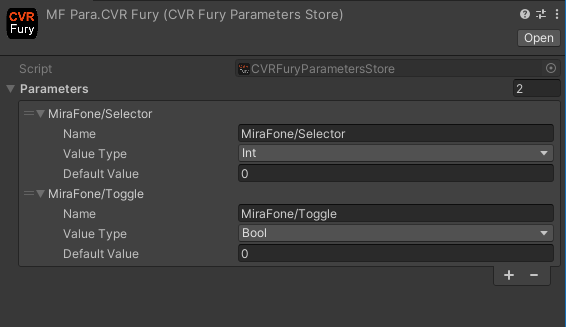 CVR
Fury
MF Para.CVR Fury (CVR Fury Parameters Store)
Open
Script CVRFuryParametersStore
Parameters 2
MiraFone/Selector
Name MiraFone/Selector
Value Type Int
Default Value 0
MiraFone/Toggle
Name MiraFone/Toggle
Value Type Bool
Default Value 0
+ −